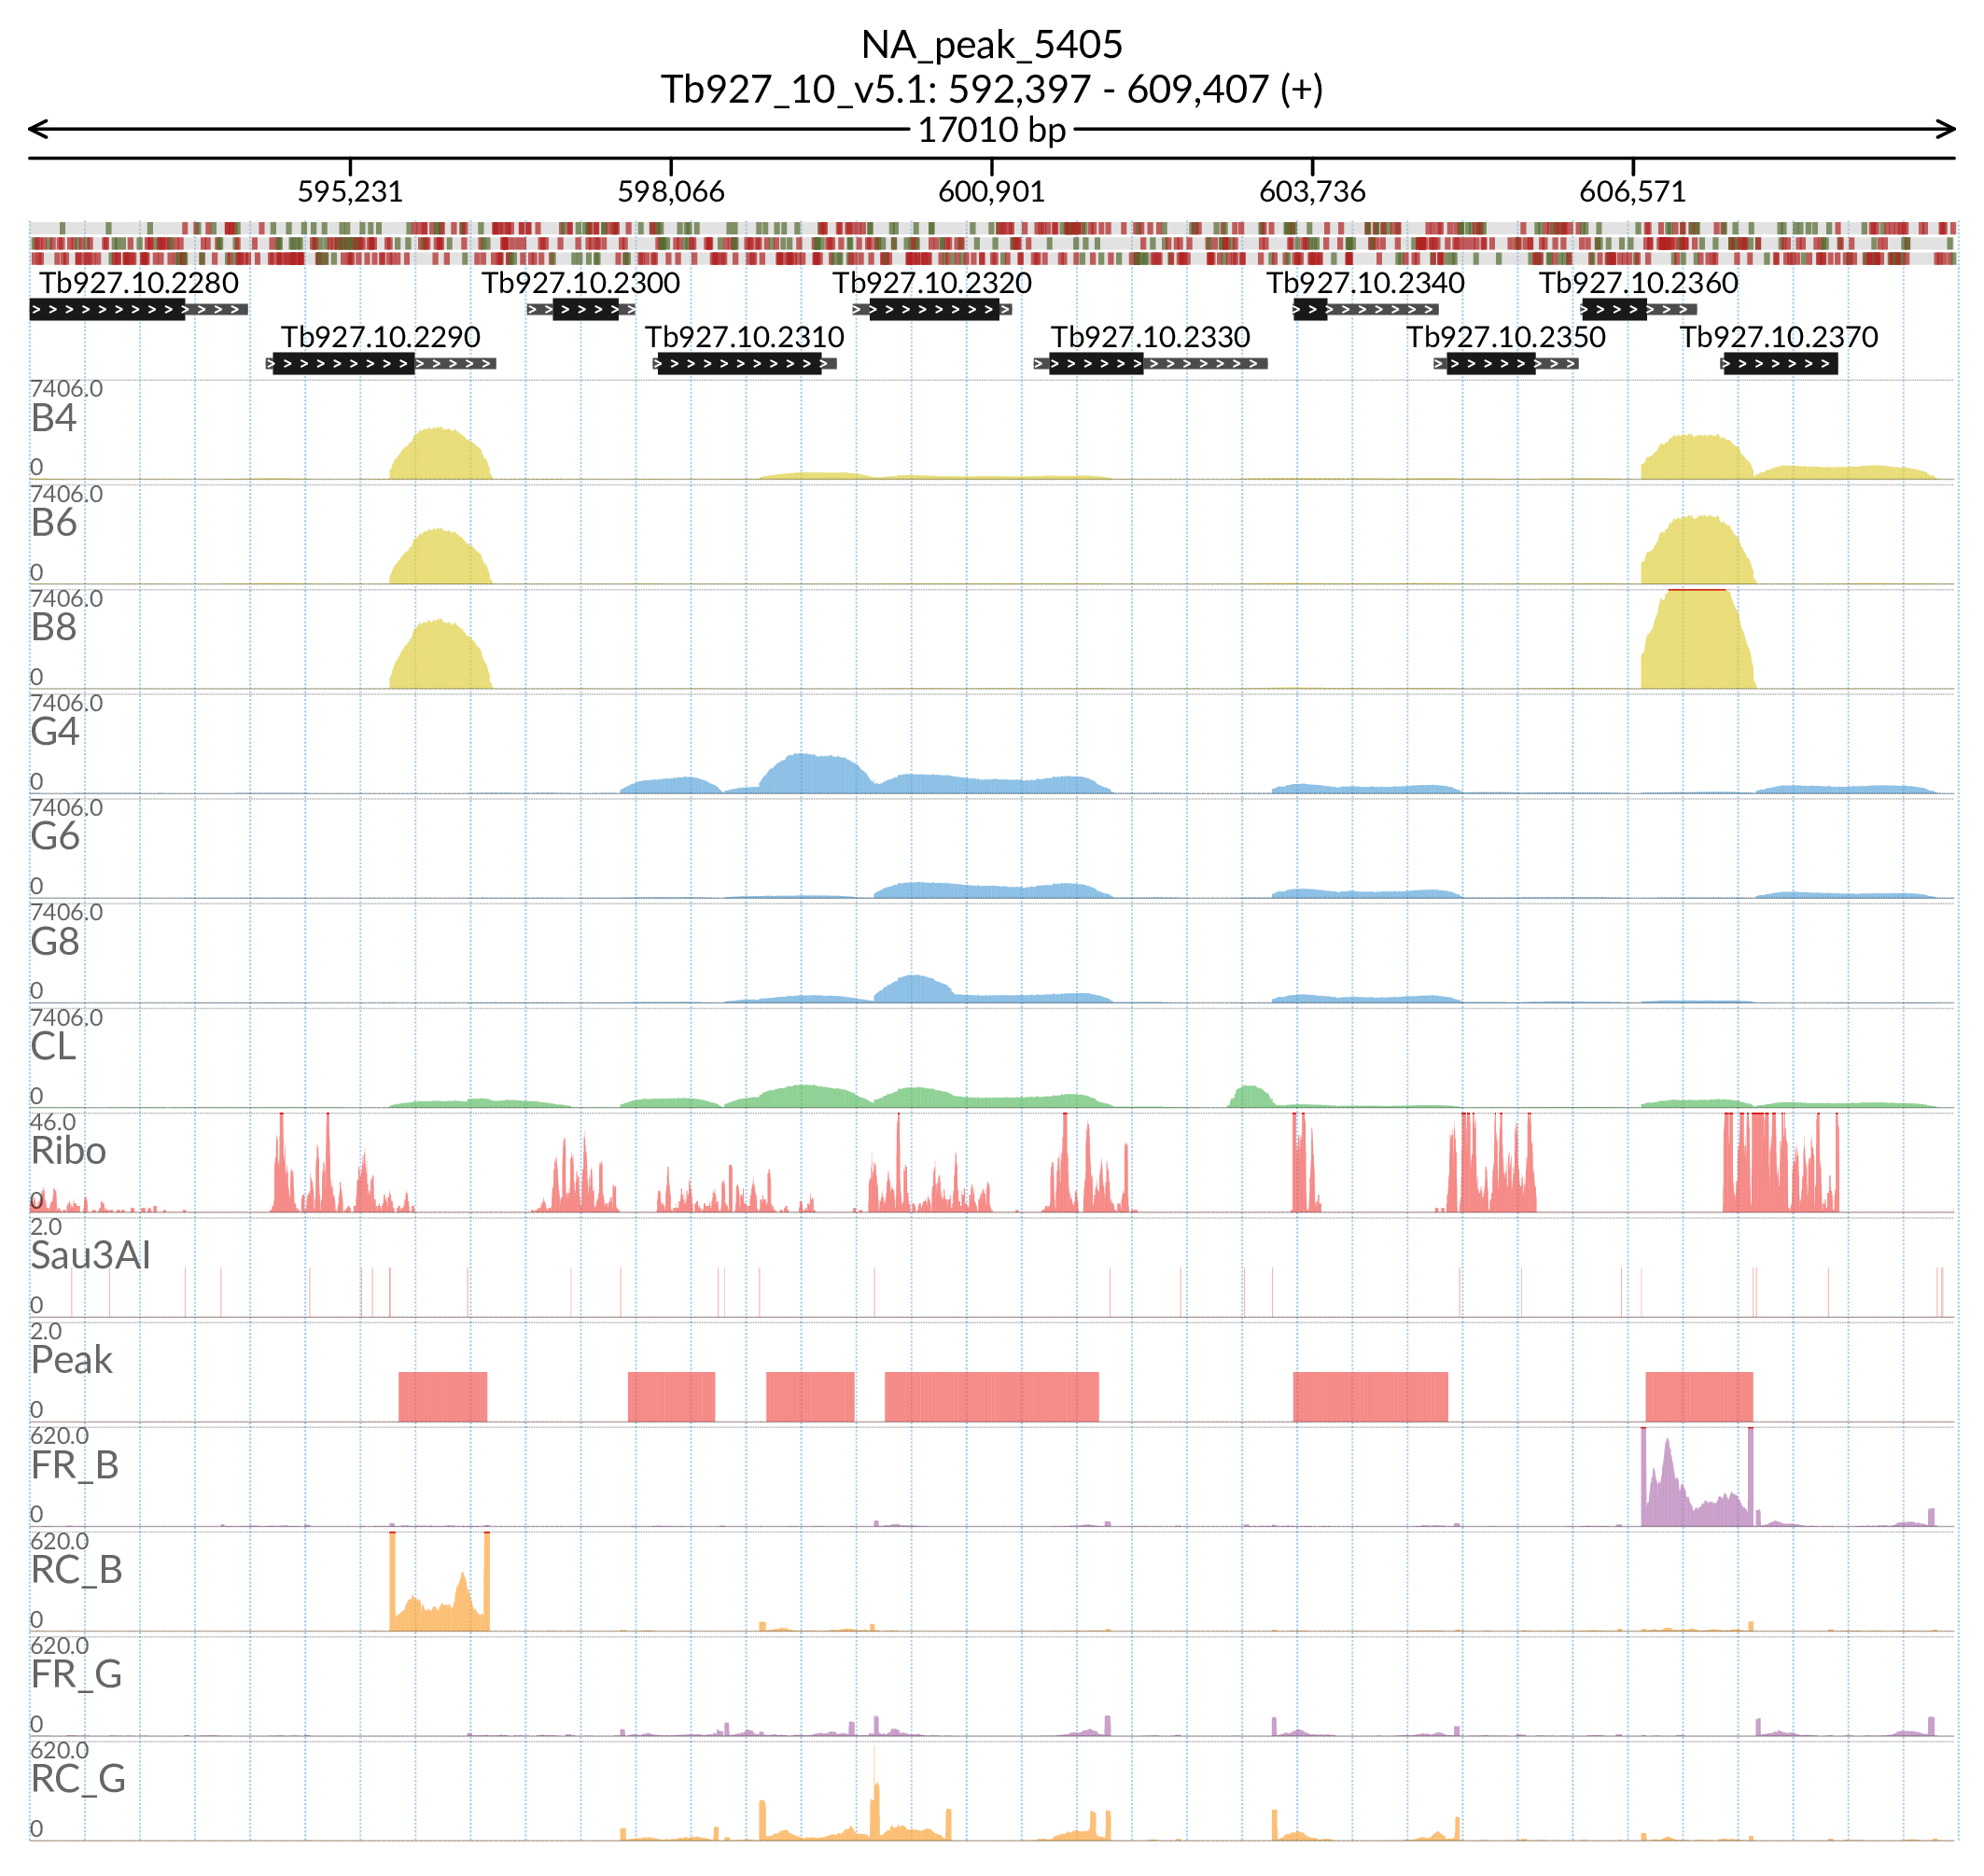 NA_peak_5405
Tb927_10_v5.1: 592,397 - 609,407 (+)
17010 bp
595,231 598,066 600,901 603,736 606,571
Tb927.10.2280 Tb927.10.2300 Tb927.10.2320 Tb927.10.2340 Tb927.10.2360
Tb927.10.2290 Tb927.10.2310 Tb927.10.2330 Tb927.10.2350 Tb927.10.2370
7406.0
B4
0
7406.0
B6
0
7406.0
B8
0
7406.0
G4
0
7406.0
G6
0
7406.0
G8
0
7406.0
CL
0
46.0
Ribo
0
2.0
Sau3AI
0
2.0
Peak
0
620.0
FR_B
0
620.0
RC_B
0
620.0
FR_G
0
620.0
RC_G
0